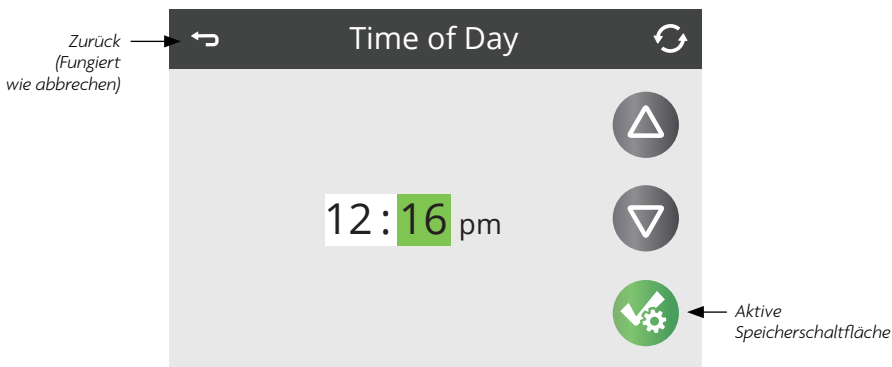 Zurück
(Fungiert
wie abbrechen)
Time of Day
12:16 pm
Aktive
Speicherschaltfläche